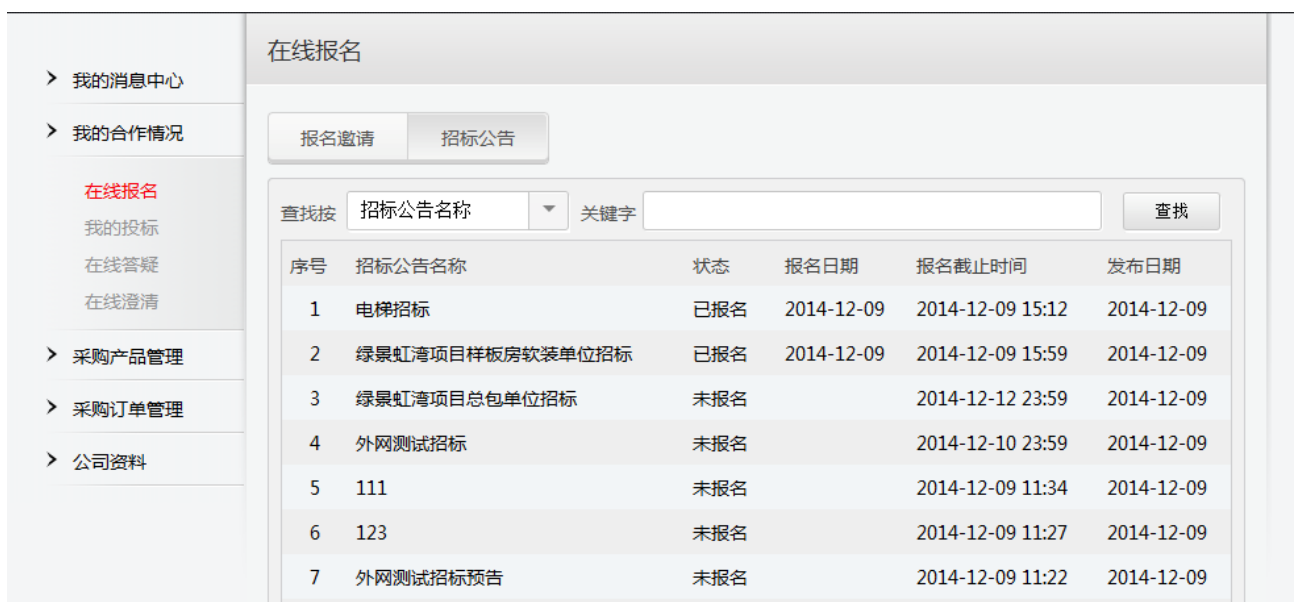 在线报名
我的消息中心
我的合作情况
在线报名
我的投标
在线答疑
在线澄清
采购产品管理
采购订单管理
公司资料
报名邀请 招标公告
查找按 招标公告名称 关键字 查找
序号 招标公告名称 状态 报名日期 报名截止时间 发布日期
1 电梯招标 已报名 2014-12-09 2014-12-09 15:12 2014-12-09
2 绿景虹湾项目样板房软装单位招标 已报名 2014-12-09 2014-12-09 15:59 2014-12-09
3 绿景虹湾项目总包单位招标 未报名 2014-12-12 23:59 2014-12-09
4 外网测试招标 未报名 2014-12-10 23:59 2014-12-09
5 111 未报名 2014-12-09 11:34 2014-12-09
6 123 未报名 2014-12-09 11:27 2014-12-09
7 外网测试招标预告 未报名 2014-12-09 11:22 2014-12-09